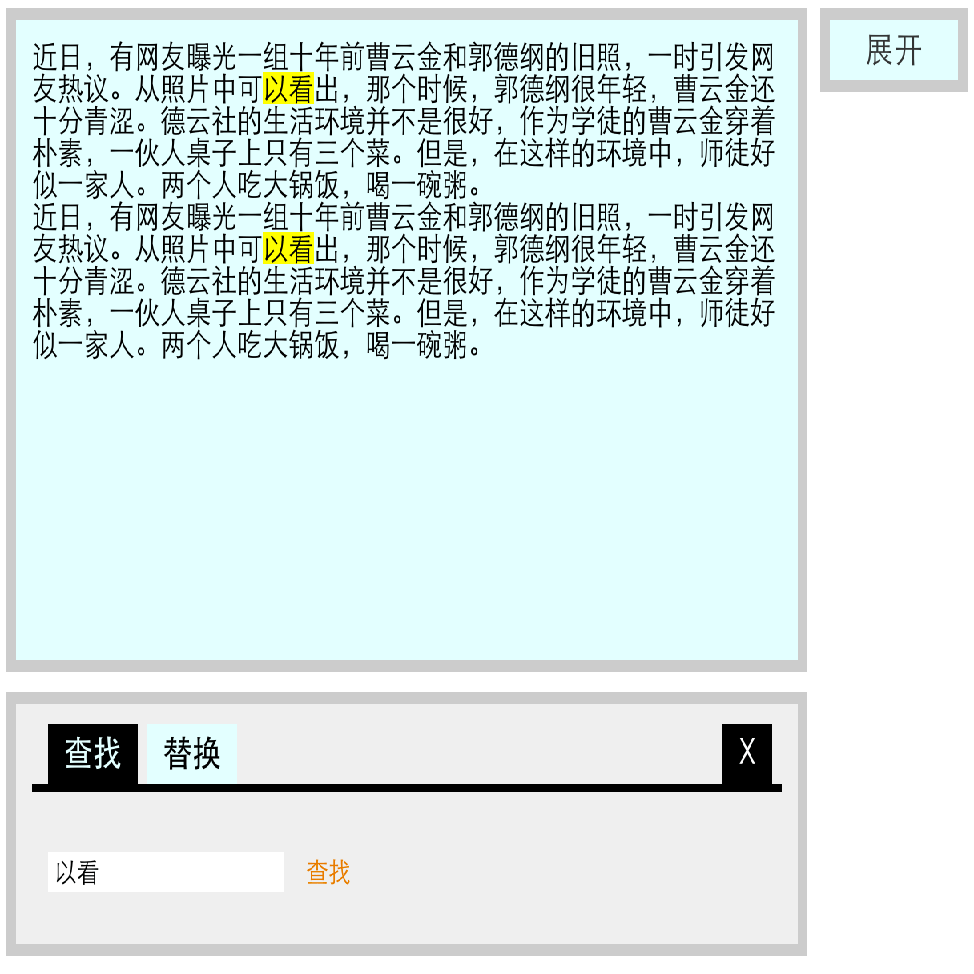 近日，有网友曝光一组十年前曹云金和郭德纲的旧照，一时引发网
友热议。从照片中可以看出，那个时候，郭德纲很年轻，曹云金还
十分青涩。德云社的生活环境并不是很好，作为学徒的曹云金穿着
朴素，一伙人桌子上只有三个菜。但是，在这样的环境中，师徒好
似一家人。两个人吃大锅饭，喝一碗粥。
近日，有网友曝光一组十年前曹云金和郭德纲的旧照，一时引发网
友热议。从照片中可以看出，那个时候，郭德纲很年轻，曹云金还
十分青涩。德云社的生活环境并不是很好，作为学徒的曹云金穿着
朴素，一伙人桌子上只有三个菜。但是，在这样的环境中，师徒好
似一家人。两个人吃大锅饭，喝一碗粥。
展开
查找 替换 X
以看 查找